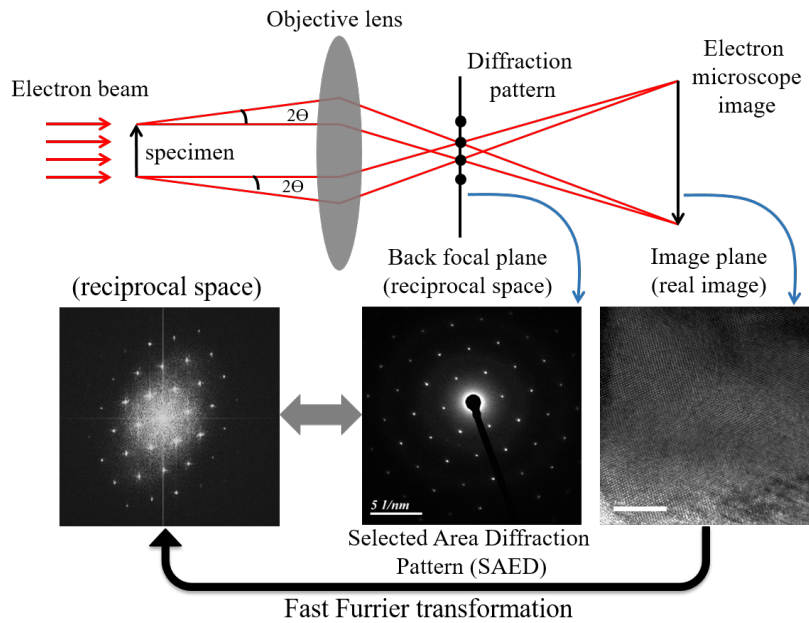 Objective lens
Electron beam
2Θ
specimen
2Θ
Diffraction
pattern
Electron
microscope
image
Back focal plane
(reciprocal space)
Image plane
(real image)
(reciprocal space)
5 1/nm
Selected Area Diffraction
Pattern (SAED)
Fast Furrier transformation